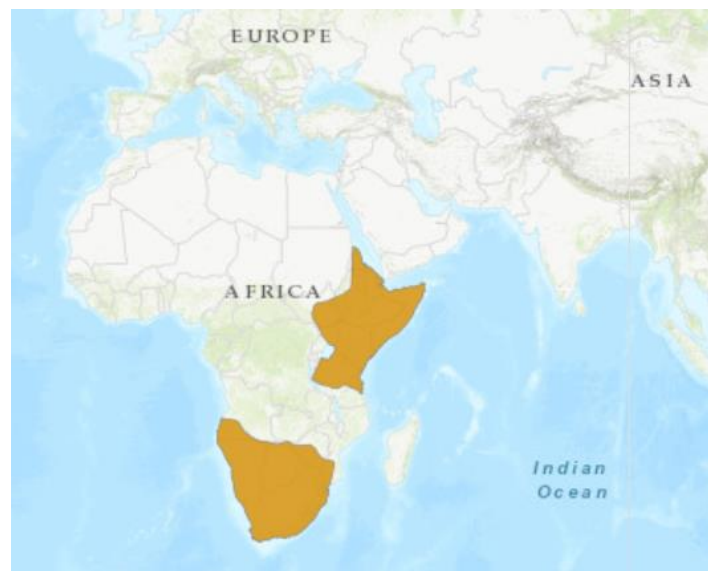 EUROPE
ASIA
AFRICA
Indian
Ocean